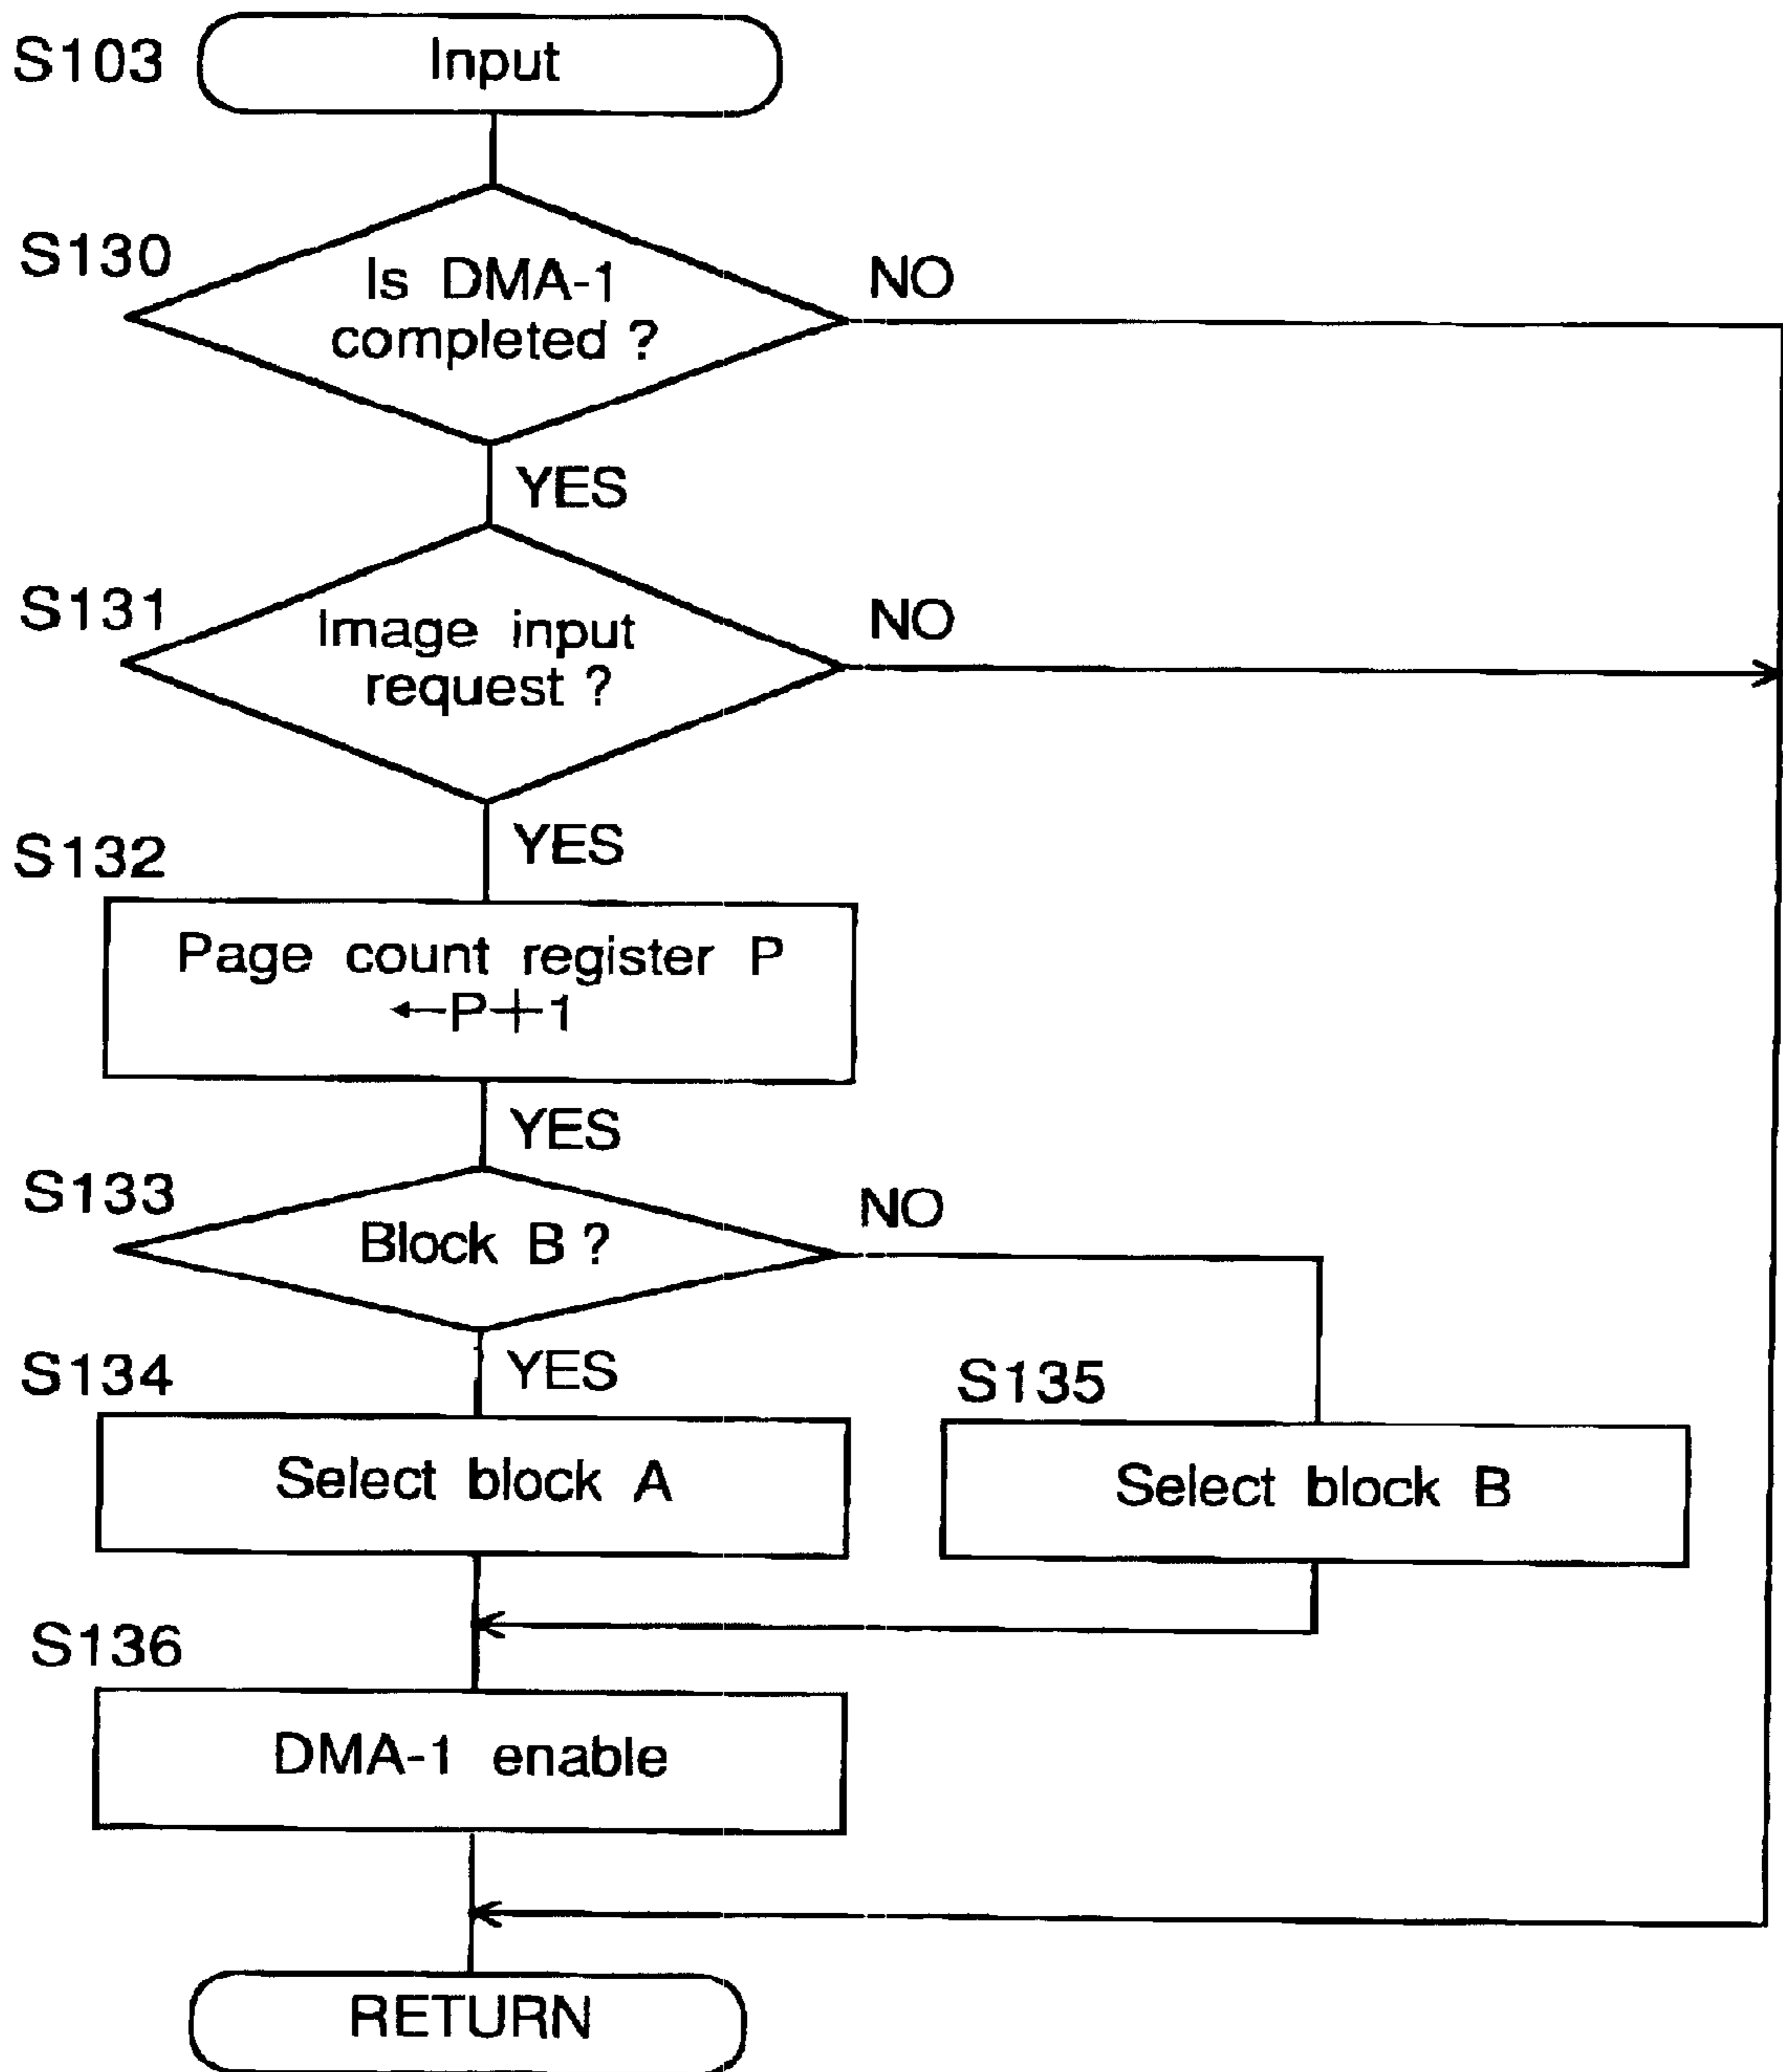 S103
Input
S130
Is DMA-1
completed ?
NO
YES
S131
Image input
request ?
NO
YES
S132
Page count register P
←P+1
YES
S133
Block B ?
NO
YES
S134
Select block A
S135
Select block B
S136
DMA-1 enable
RETURN